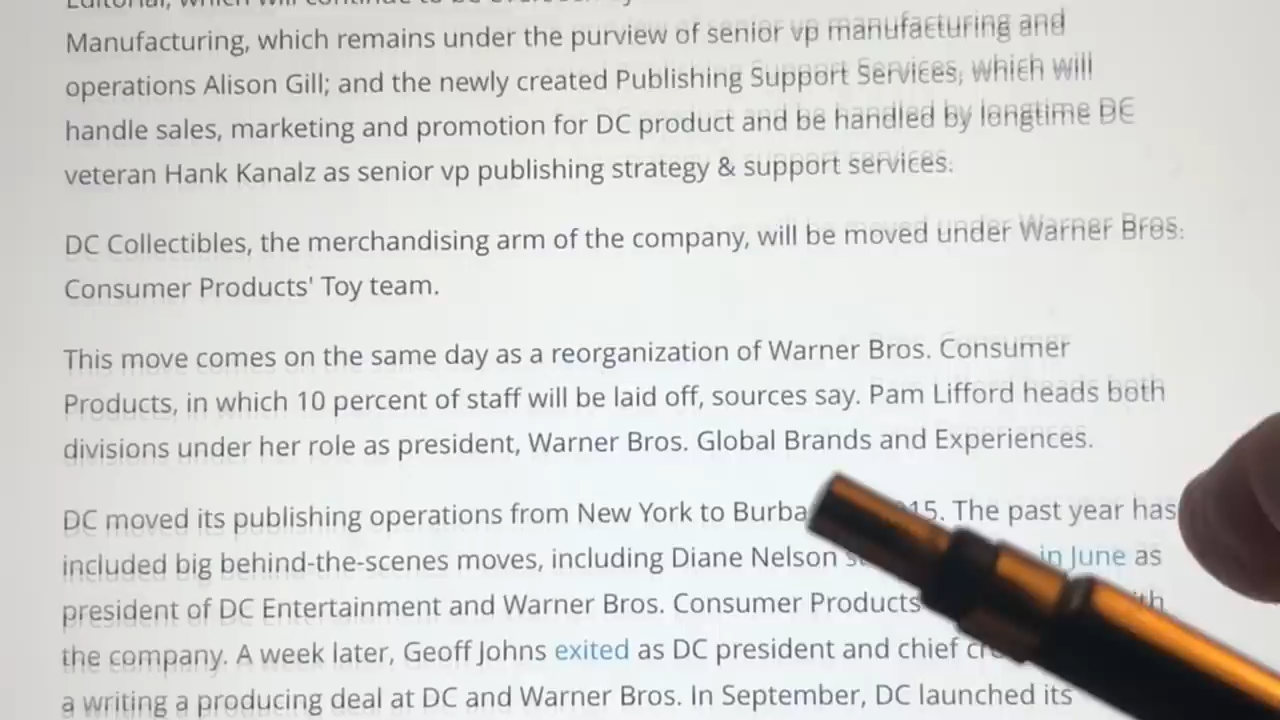 Manufacturing, which remains under the purview of senior vp manufacturing and
operations Alison Gill; and the newly created Publishing Support Services, which will
handle sales, marketing and promotion for DC product and be handled by longtime DC
veteran Hank Kanalz as senior vp publishing strategy & support services.
DC Collectibles, the merchandising arm of the company, will be moved under Warner Bros.
Consumer Products' Toy team.
This move comes on the same day as a reorganization of Warner Bros. Consumer
Products, in which 10 percent of staff will be laid off, sources say. Pam Lifford heads both
divisions under her role as president, Warner Bros. Global Brands and Experiences.
DC moved its publishing operations from New York to The past year has
included big behind-the-scenes moves, including Diane Nelson in June as
president of DC Entertainment and Warner Bros. Consumer Products
the company. A week later, Geoff Johns exited as DC president and chief
a writing a producing deal at DC and Warner Bros. In September, DC launched its